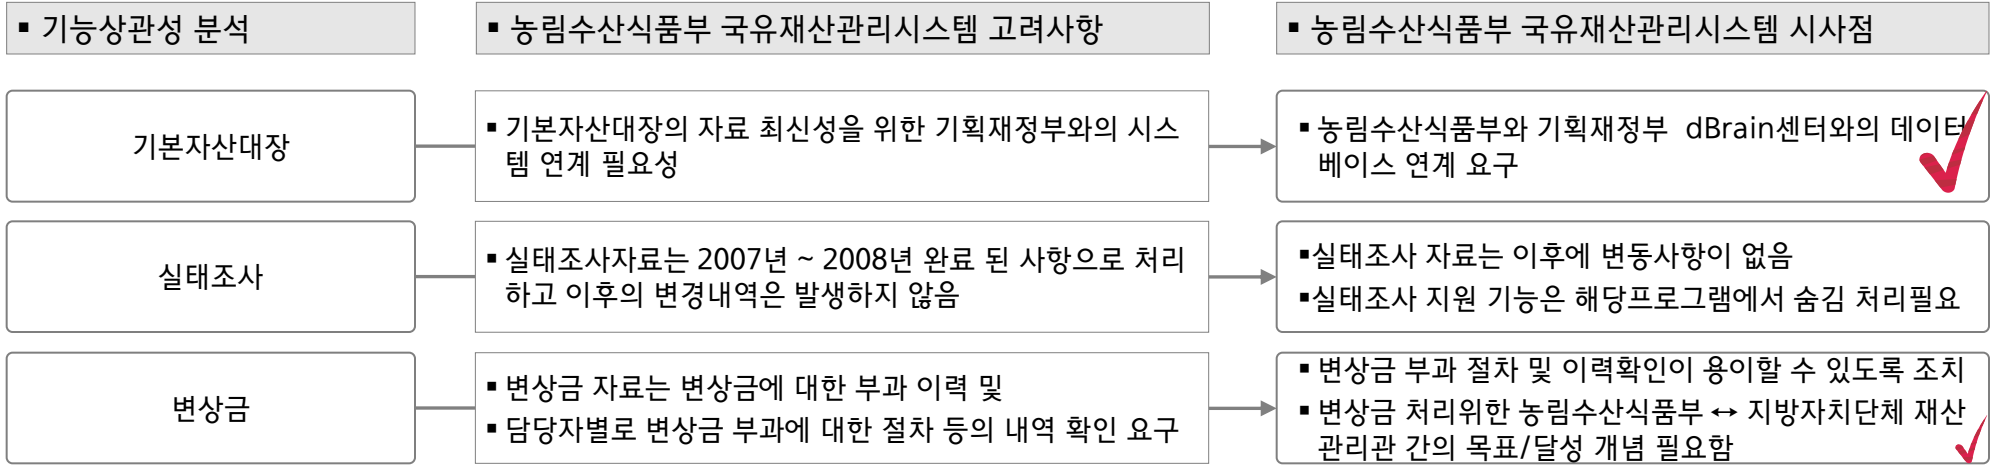 ▪ 기능상관성 분석
▪ 농림수산식품부 국유재산관리시스템 고려사항
▪ 농림수산식품부 국유재산관리시스템 시사점
기본자산대장
▪ 기본자산대장의 자료 최신성을 위한 기획재정부와의 시스
템 연계 필요성
▪ 농림수산식품부와 기획재정부 dBrain센터와의 데이터
베이스 연계 요구
실태조사
▪ 실태조사자료는 2007년 ~ 2008년 완료 된 사항으로 처리
하고 이후의 변경내역은 발생하지 않음
▪실태조사 자료는 이후에 변동사항이 없음
▪실태조사 지원 기능은 해당프로그램에서 숨김 처리필요
변상금
▪ 변상금 자료는 변상금에 대한 부과 이력 및
▪ 담당자별로 변상금 부과에 대한 절차 등의 내역 확인 요구
▪ 변상금 부과 절차 및 이력확인이 용이할 수 있도록 조치
▪ 변상금 처리위한 농림수산식품부 ↔ 지방자치단체 재산
관리관 간의 목표/달성 개념 필요함